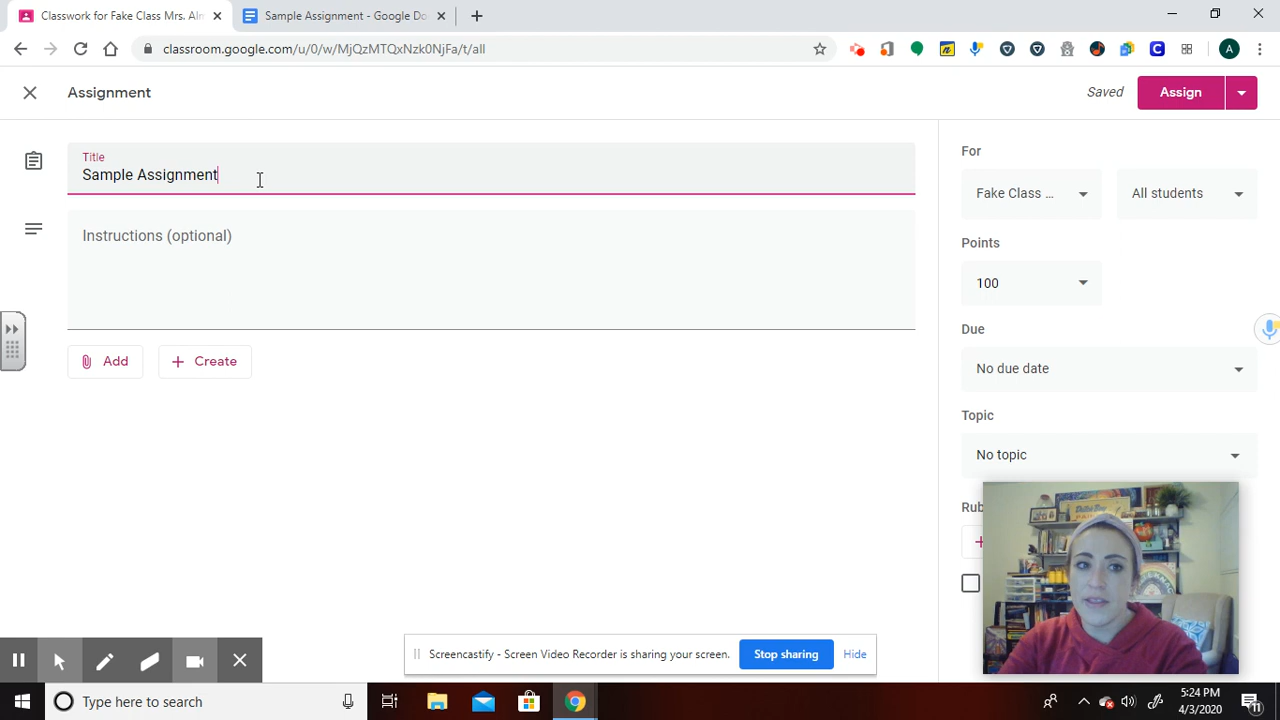 Classwork for Fake Class Mrs. Aln
Sample Assignment - Google Do
classroom.google.com/u/0/w/MjQzMTQxNzk0NjFa/t/all
A
Assignment
Saved
Assign
Title
Sample Assignment
Instructions (optional)
Add
Create
For
Fake Class ...
All students
Points
100
Due
No due date
Topic
No topic
Rub
Screencastify - Screen Video Recorder is sharing your screen.
Stop sharing
Hide
Type here to search
5:24 PM
4/3/2020